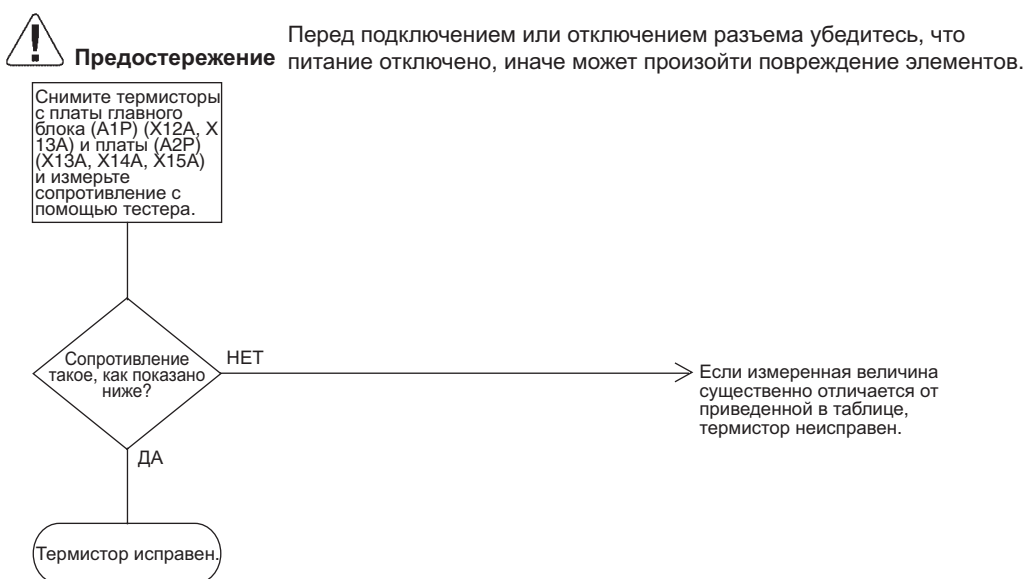 Перед подключением или отключением разъема убедитесь, что
Предостережение питание отключено, иначе может произойти повреждение элементов.
Снимите термисторы
с платы главного
блока (A1P) (X12A, X
13A) и платы (A2P)
(X13A, X14A, X15A)
и измерьте
сопротивление с
помощью тестера.
Сопротивление
такое, как показано
ниже?
НЕТ
Если измеренная величина
существенно отличается от
приведенной в таблице,
термистор неисправен.
ДА
Термистор исправен.